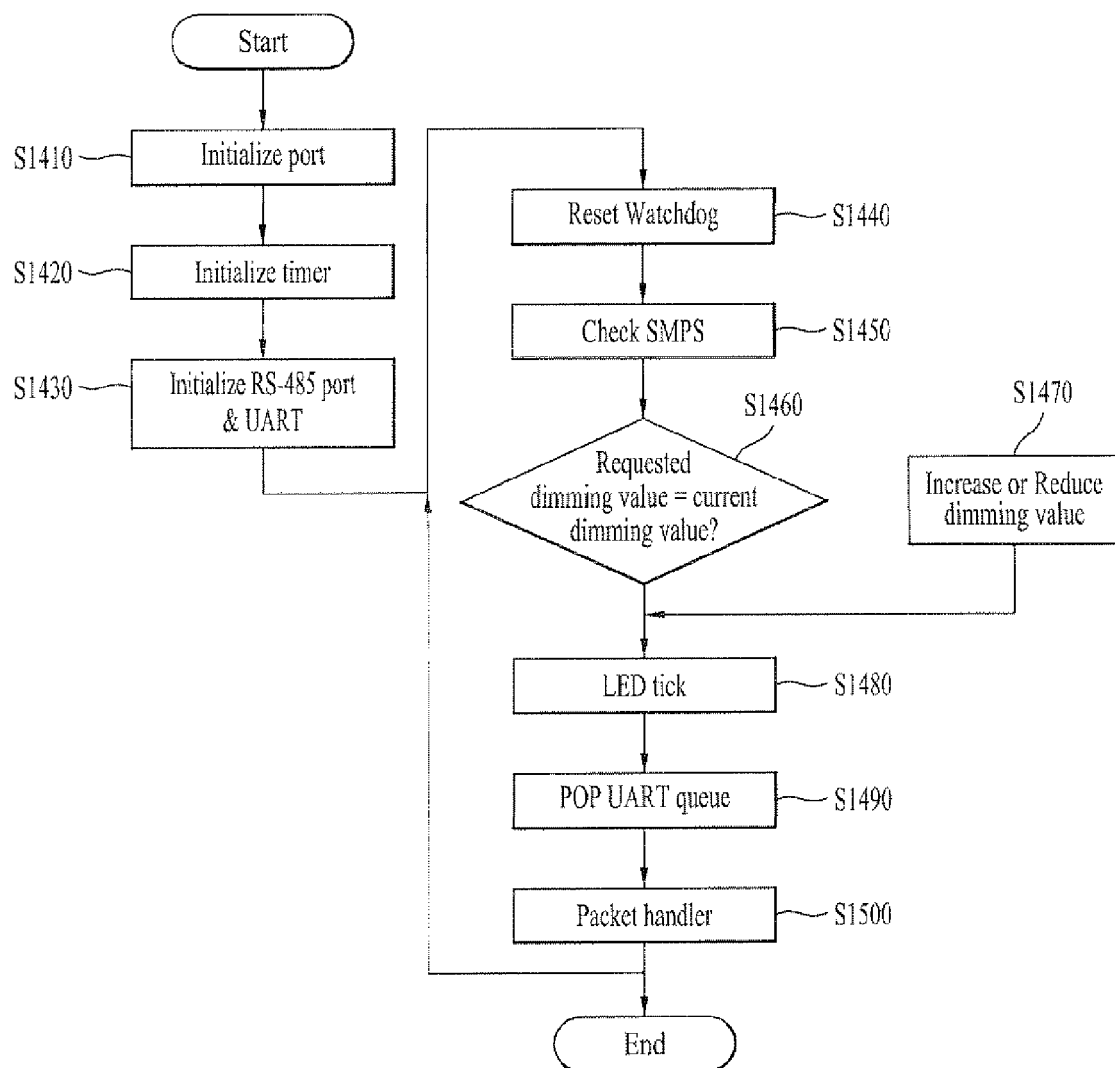 Start
S1410
Initialize port
S1420
Initialize timer
S1430
Initialize RS-485 port
& UART
Reset Watchdog
S1440
Check SMPS
S1450
S1460
Requested
dimming value = current
dimming value?
S1470
Increase or Reduce
dimming value
LED tick
S1480
POP UART queue
S1490
Packet handler
S1500
End